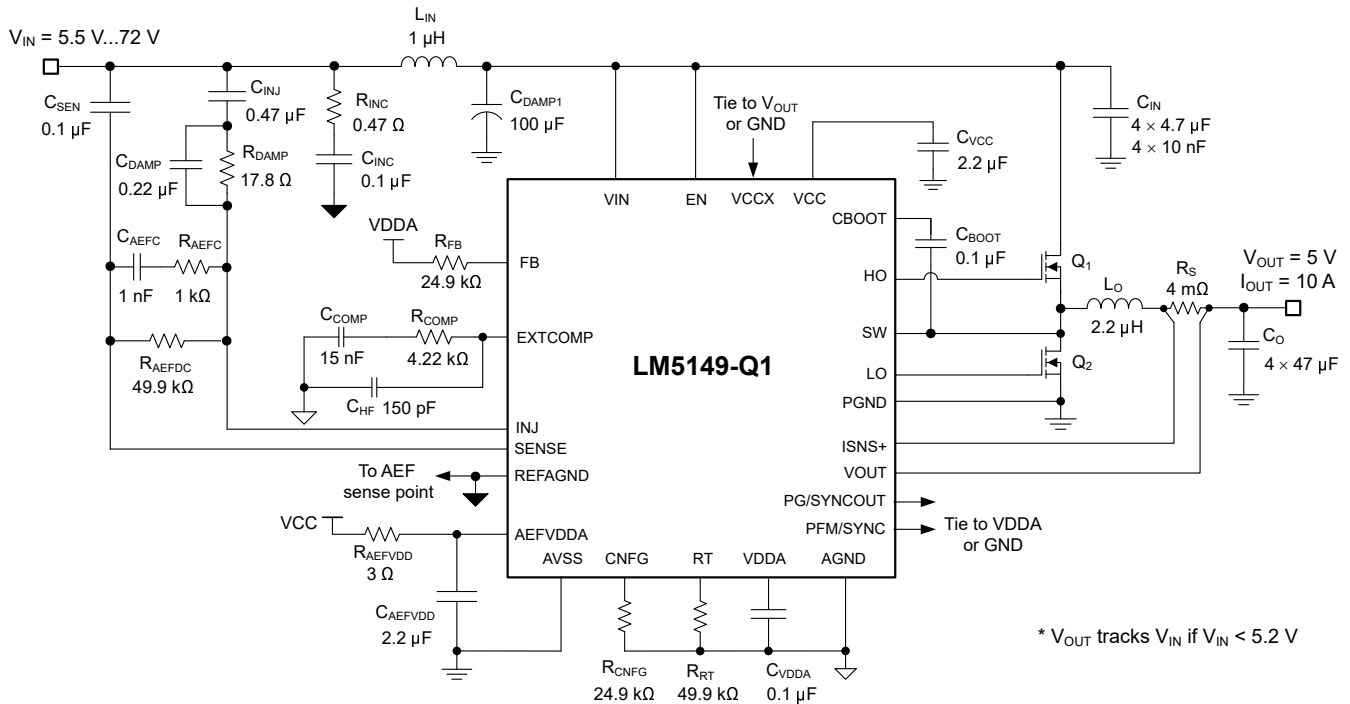 V_IN = 5.5 V...72 V
L_IN
1 µH
C_SEN
0.1 µF
C_INJ
0.47 µF
C_DAMP
0.22 µF
R_DAMP
17.8 Ω
R_INC
0.47 Ω
C_INC
0.1 µF
C_DAMP1
100 µF
Tie to V_OUT
or GND
C_VCC
2.2 µF
C_IN
4 × 4.7 µF
4 × 10 nF
VIN
EN
VCCX
VCC
C_AEFC
1 nF
R_AEFC
1 kΩ
R_AEFDC
49.9 kΩ
VDDA
R_FB
24.9 kΩ
FB
C_COMP
15 nF
R_COMP
4.22 kΩ
EXTCOMP
C_HF
150 pF
LM5149-Q1
CBOOT
C_BOOT
0.1 µF
HO
Q_1
V_OUT = 5 V
I_OUT = 10 A
L_O
2.2 µH
R_S
4 mΩ
SW
C_O
4 × 47 µF
LO
Q_2
PGND
INJ
SENSE
ISNS+
VOUT
To AEF
sense point
REFAGND
PG/SYNCOUT
PFM/SYNC
Tie to VDDA
or GND
VCC
R_AEFVDD
3 Ω
AEFVDDA
AVSS
CNFG
RT
VDDA
AGND
C_AEFVDD
2.2 µF
R_CNFG
24.9 kΩ
R_RT
49.9 kΩ
C_VDDA
0.1 µF
* V_OUT tracks V_IN if V_IN < 5.2 V